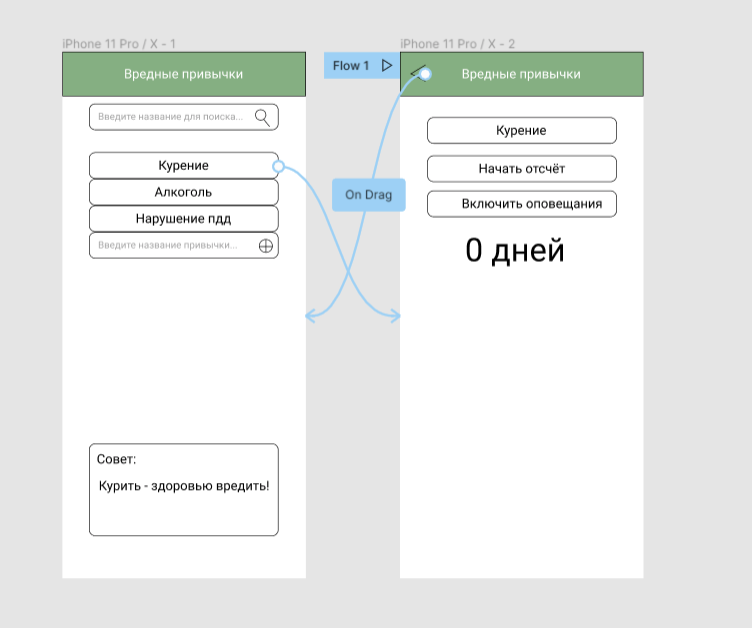 iPhone 11 Pro / X - 1
Вредные привычки
Введите название для поиска...
Курение
Алкоголь
Нарушение пдд
Введите название привычки...
Совет:
Курить - здоровью вредить!
Flow 1
On Drag
iPhone 11 Pro / X - 2
Вредные привычки
Курение
Начать отсчёт
Включить оповещания
0 дней